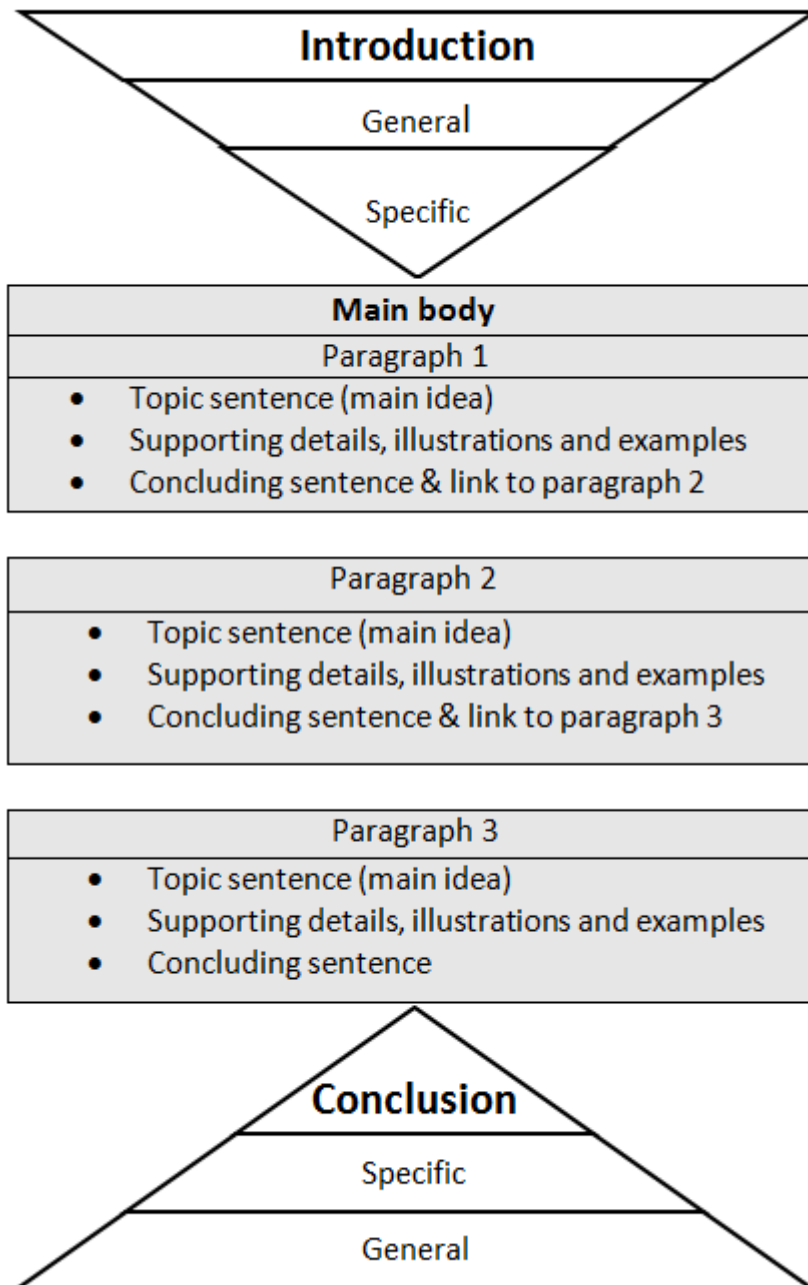 Introduction
General
Specific
Main body
Paragraph 1
• Topic sentence (main idea)
• Supporting details, illustrations and examples
• Concluding sentence & link to paragraph 2
Paragraph 2
• Topic sentence (main idea)
• Supporting details, illustrations and examples
• Concluding sentence & link to paragraph 3
Paragraph 3
• Topic sentence (main idea)
• Supporting details, illustrations and examples
• Concluding sentence
Conclusion
Specific
General